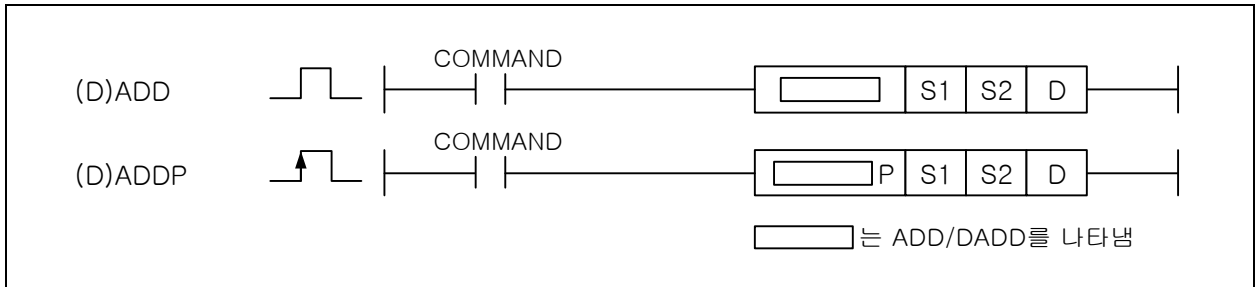 COMMAND
(D)ADD S1 S2 D
COMMAND
(D)ADDP P S1 S2 D
는 ADD/DADD를 나타냄